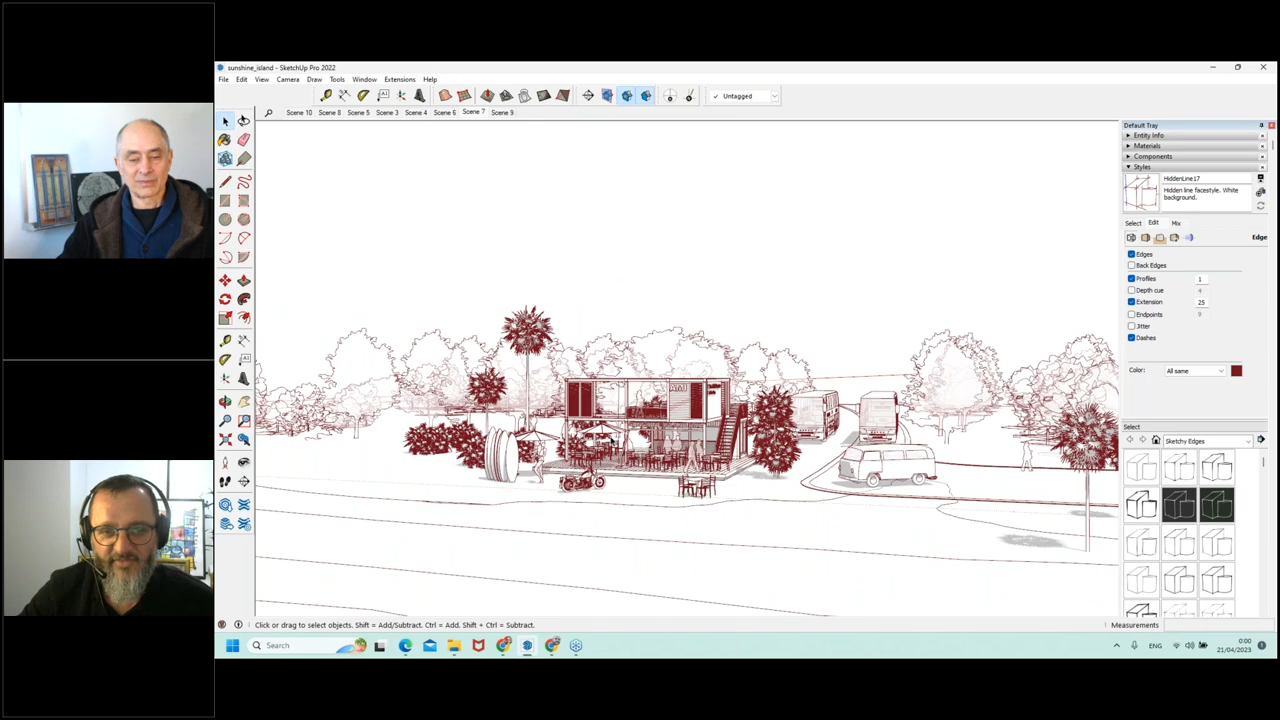 sunshine_island - SketchUp Pro 2022
File Edit View Camera Draw Tools Window Extensions Help
Untagged
Scene 10 Scene 8 Scene 5 Scene 3 Scene 4 Scene 6 Scene 7 Scene 9
Default Tray
Entity Info
Materials
Components
Styles
HiddenLine17
Hidden line facestyle. White
background.
Select Edit Mix
Edge
Edges
Back Edges
Profiles 1
Depth cue 4
Extension 25
Endpoints 9
Jitter
Dashes
Color: All same
Select
Sketchy Edges
Click or drag to select objects. Shift = Add/Subtract. Ctrl = Add. Shift + Ctrl = Subtract.
Measurements
Search
ENG
0:00
21/04/2023